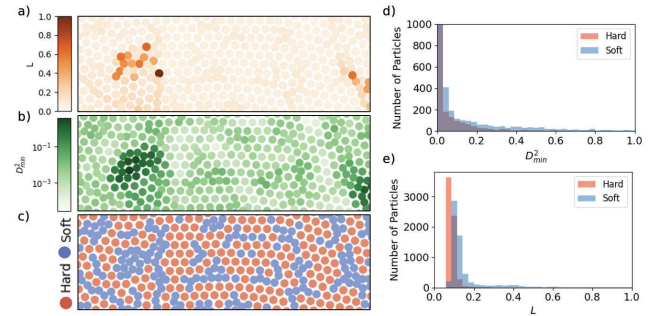 a)
1.0
0.8
0.6
0.4
0.2
0.0
L
b)
10⁻¹
10⁻³
D²min
c)
Hard Soft
d)
1000
800
600
400
200
0
Number of Particles
Hard
Soft
0.0 0.2 0.4 0.6 0.8 1.0
D²min
e)
3000
2000
1000
0
Number of Particles
Hard
Soft
0.0 0.2 0.4 0.6 0.8 1.0
L